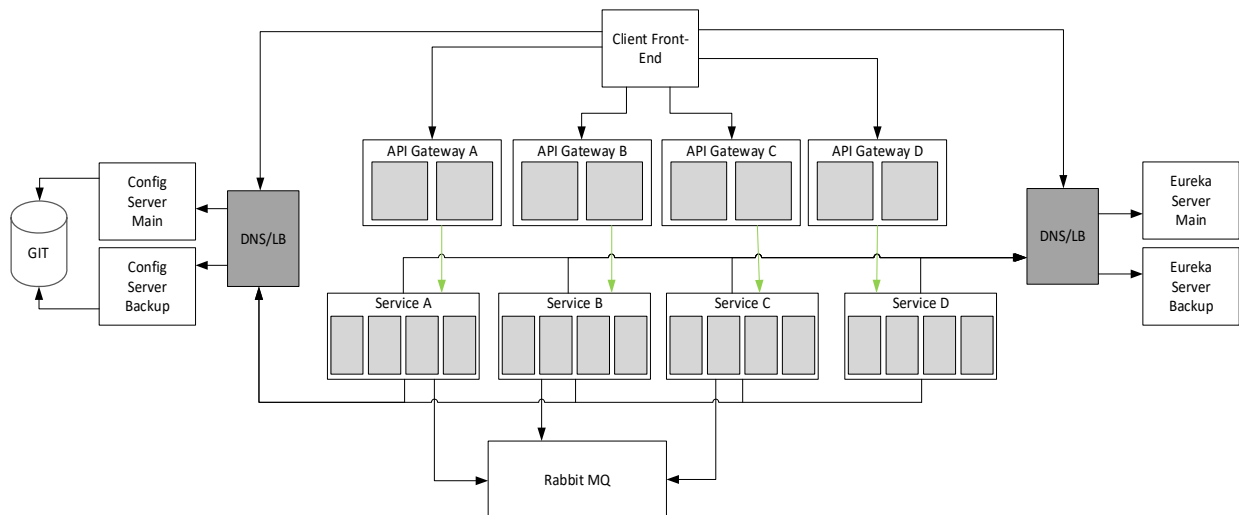 Client Front-
End
API Gateway A
API Gateway B
API Gateway C
API Gateway D
Config
Server
Main
DNS/LB
GIT
Config
Server
Backup
DNS/LB
Eureka
Server
Main
Eureka
Server
Backup
Service A
Service B
Service C
Service D
Rabbit MQ